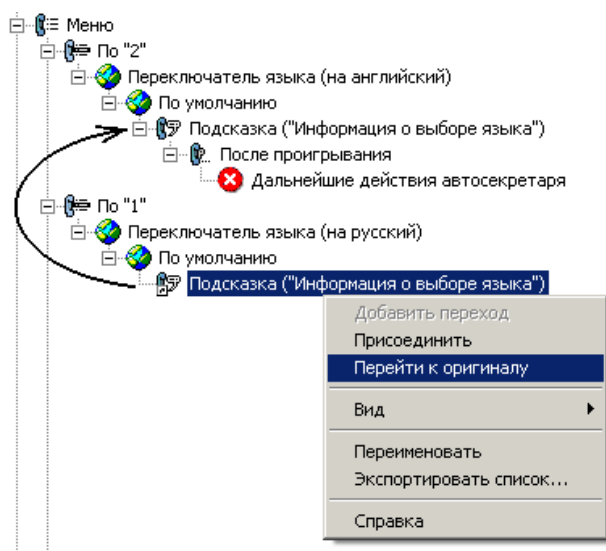 Меню
По "2"
Переключатель языка (на английский)
По умолчанию
Подсказка ("Информация о выборе языка")
После проигрывания
Дальнейшие действия автосекретаря
По "1"
Переключатель языка (на русский)
По умолчанию
Подсказка ("Информация о выборе языка")
Добавить переход
Присоединить
Перейти к оригиналу
Вид
Переименовать
Экспортировать список...
Справка